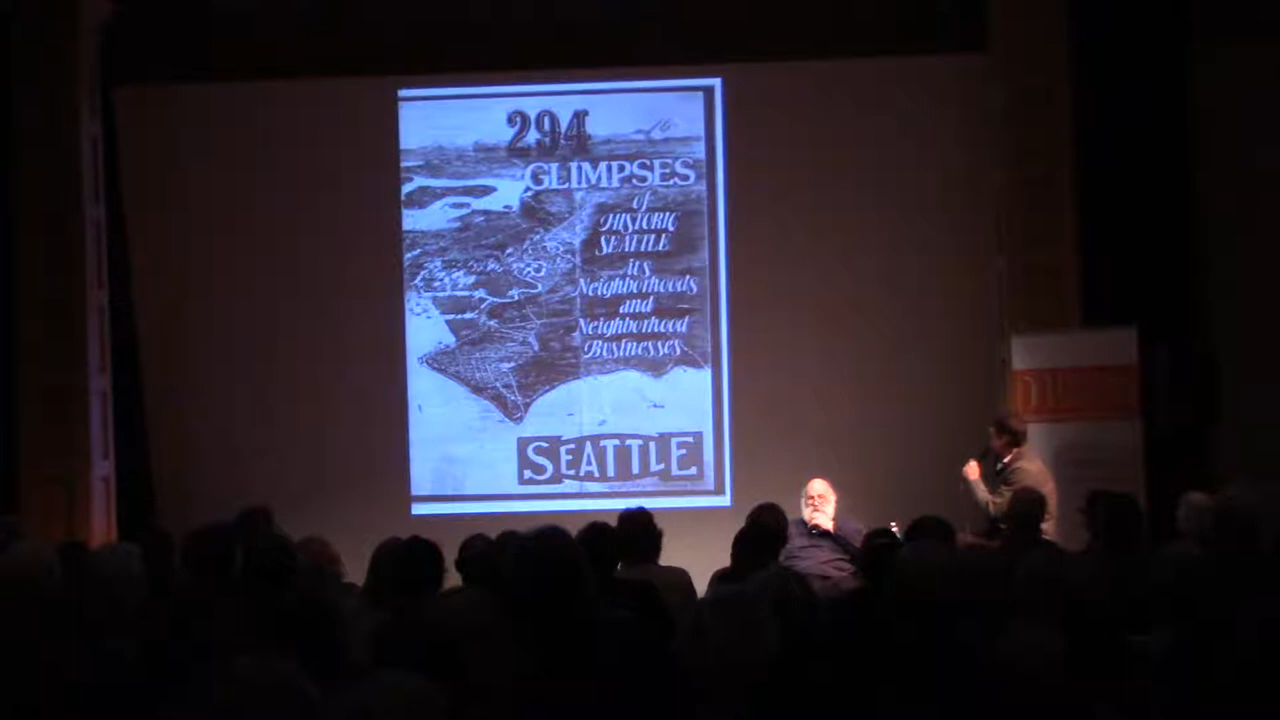 294
GLIMPSES
of
HISTORIC
SEATTLE
its
Neighborhoods
and
Neighborhood
Businesses
SEATTLE